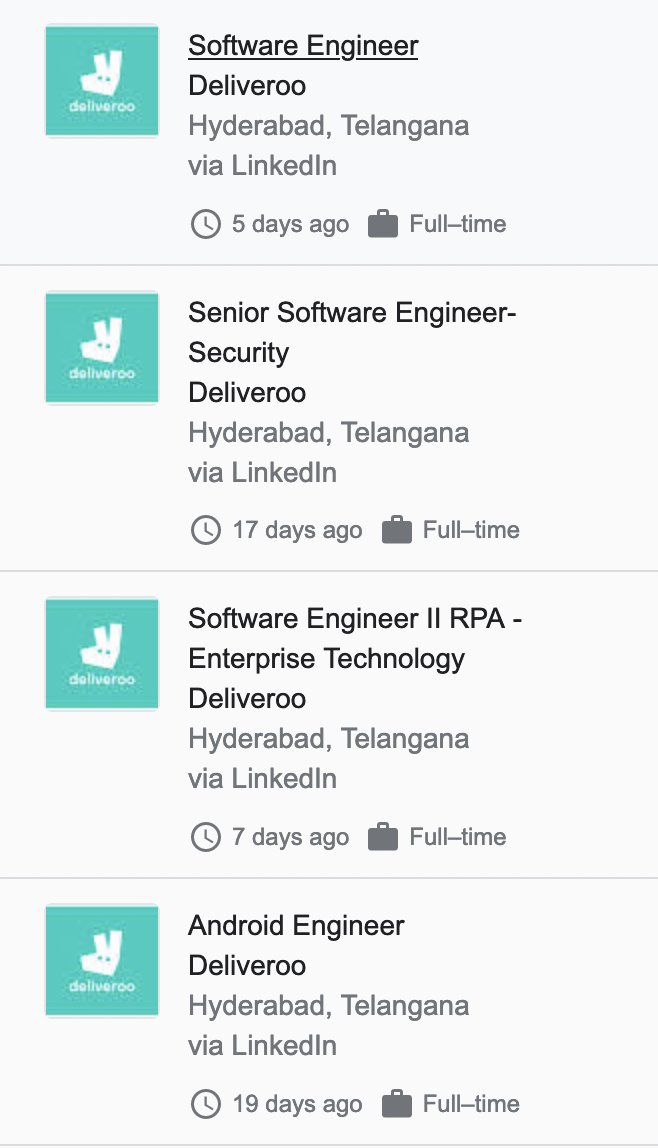 deliveroo
Software Engineer
Deliveroo
Hyderabad, Telangana
via LinkedIn
5 days ago Full–time
deliveroo
Senior Software Engineer-
Security
Deliveroo
Hyderabad, Telangana
via LinkedIn
17 days ago Full–time
deliveroo
Software Engineer II RPA -
Enterprise Technology
Deliveroo
Hyderabad, Telangana
via LinkedIn
7 days ago Full–time
deliveroo
Android Engineer
Deliveroo
Hyderabad, Telangana
via LinkedIn
19 days ago Full–time